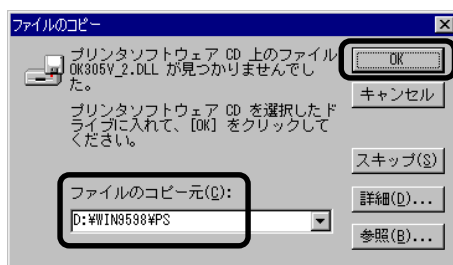 ファイルのコピー
プリンタソフトウェア CD 上のファイル
OK305V_2.DLL が見つかりませんでし
た。
プリンタソフトウェア CD を選択したド
ライブに入れて、[OK] をクリックして
ください。
ファイルのコピー元(C):
D:¥WIN9598¥PS
OK
キャンセル
スキップ(S)
詳細(D)...
参照(B)...